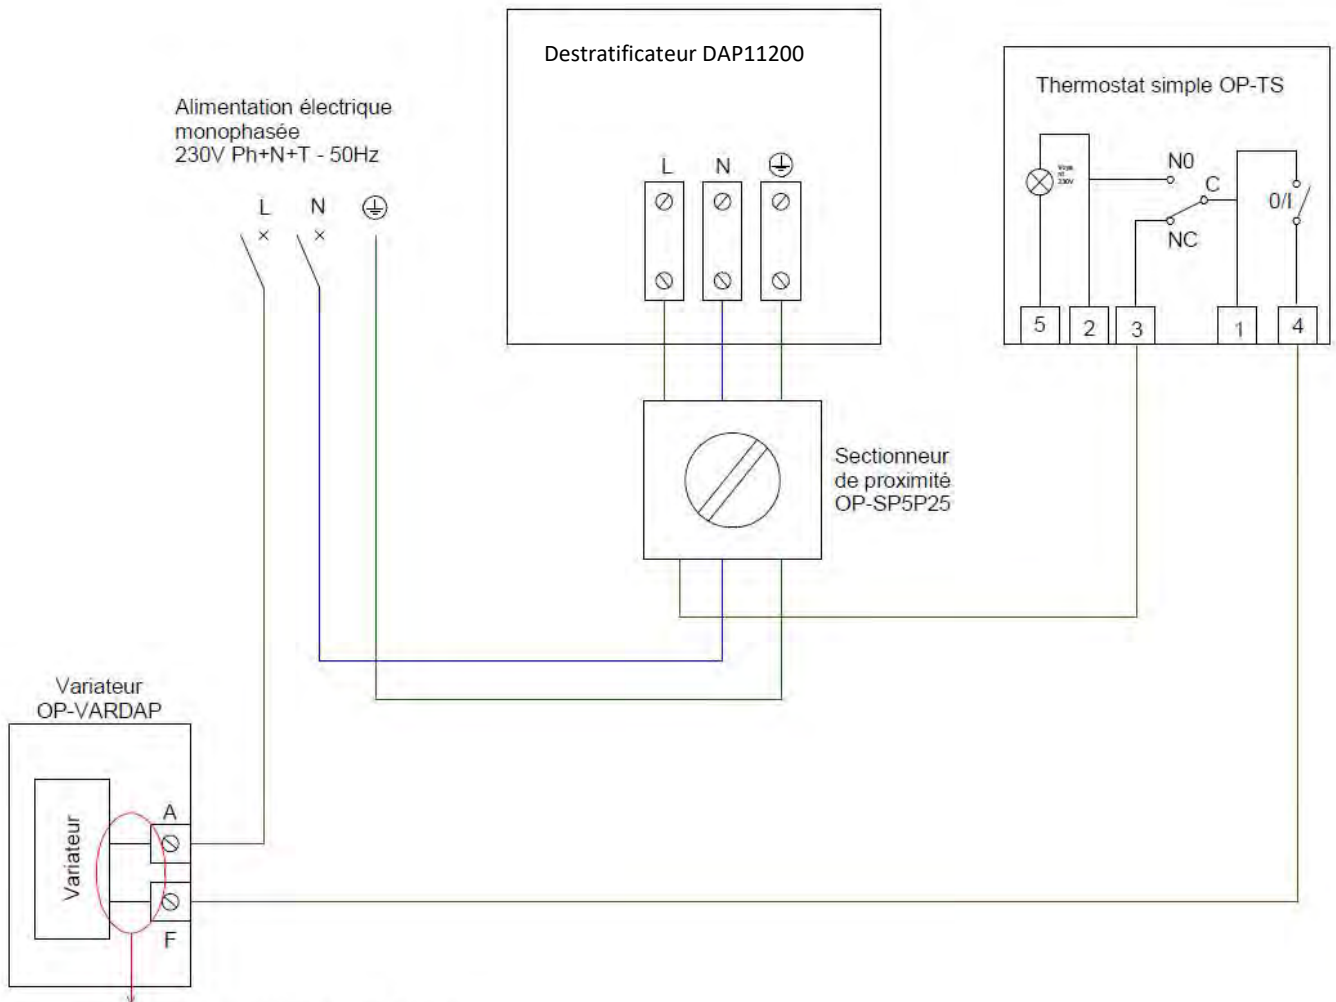 Destratificateur DAP11200
Thermostat simple OP-TS
Alimentation électrique
monophasée
230V Ph+N+T - 50Hz
L N
L N
N0
C
0/I
NC
230V
5 2 3 1 4
Sectionneur
de proximité
OP-SP5P25
Variateur
OP-VARDAP
Variateur
A
F